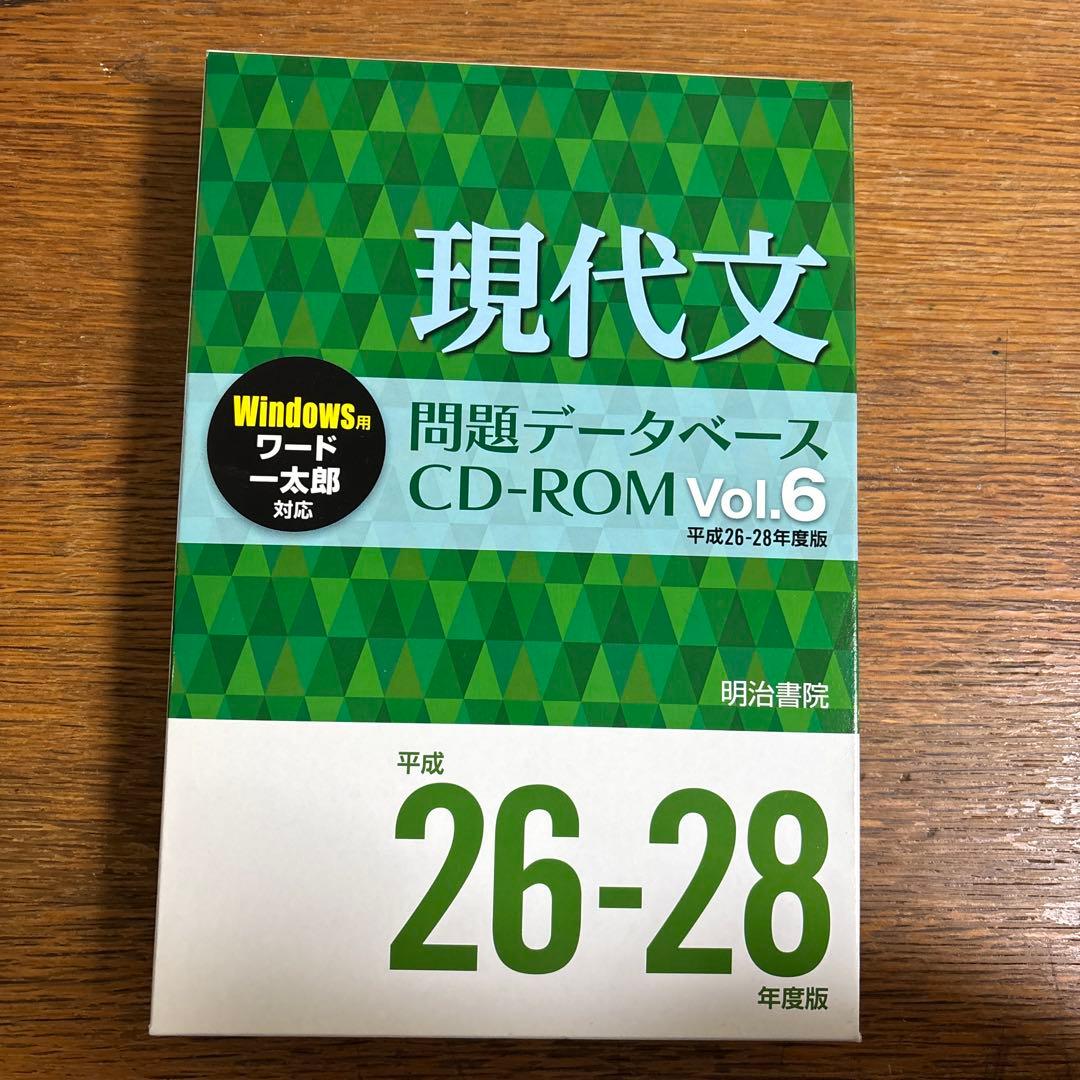 現代文
Windows用
ワード
一太郎
対応
問題データベース
CD-ROM Vol.6
平成26-28年度版
明治書院
平成
26-28
年度版